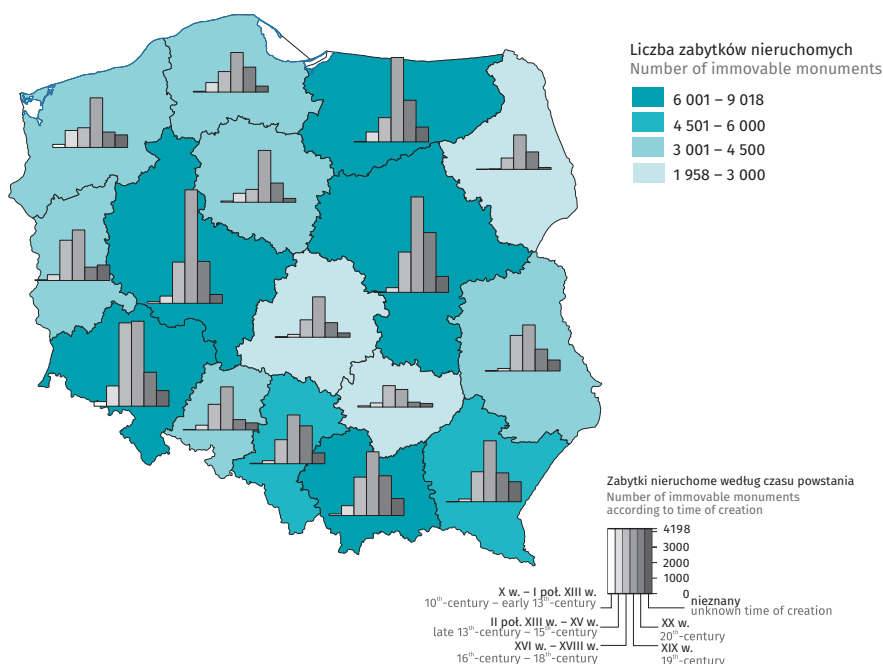 Liczba zabytków nieruchomych
Number of immovable monuments
6 001 – 9 018
4 501 – 6 000
3 001 – 4 500
1 958 – 3 000
Zabytki nieruchome według czasu powstania
Number of immovable monuments
according to time of creation
4198
3000
2000
1000
0
X w. – I poł. XIII w.
10th-century – early 13th-century
nieznany
unknown time of creation
II poł. XIII w. – XV w.
late 13th-century – 15th-century
XX w.
20th-century
XVI w. – XVIII w.
16th-century – 18th-century
XIX w.
19th-century